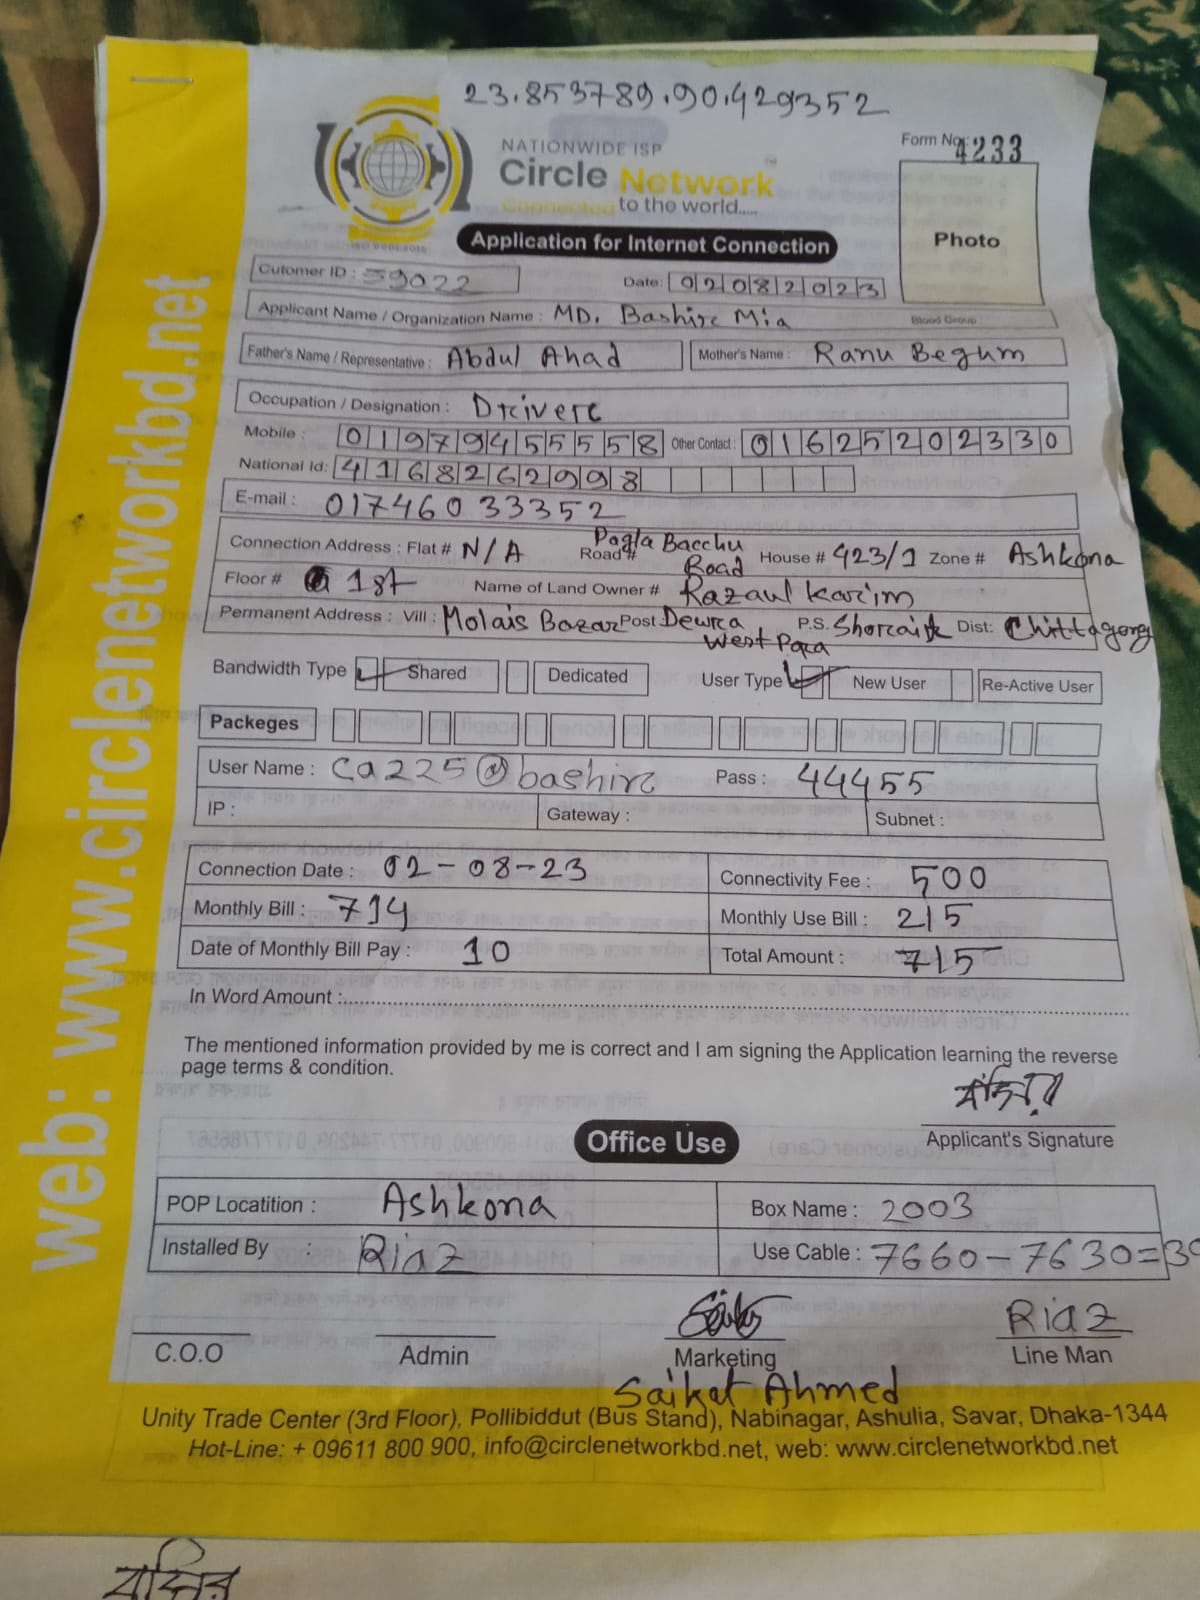 23.853789.90.429352
NATIONWIDE ISP
Circle Network
Connected to the world.....
Form No: 4233
Photo
Application for Internet Connection
Cutomer ID : 59022 Date: 02082023
Applicant Name / Organization Name : MD. Bashir Mia Blood Group :
Father's Name / Representative : Abdul Ahad Mother's Name : Ranu Begum
Occupation / Designation : Driver
Mobile : 01979455558 Other Contact : 01625202330
National Id: 4168262998
E-mail : 01746033352
Connection Address : Flat # N/A Road # Pagla Bacchu Road House # 423/1 Zone # Ashkona
Floor # 1st Name of Land Owner # Razaul Karim
Permanent Address : Vill : Molais Bazar Post : Dewra West Para P.S. Shorail Dist: Chittagong
Bandwidth Type Shared Dedicated User Type New User Re-Active User
Packeges
User Name : ca225@bashir Pass : 44455
IP : Gateway : Subnet :
Connection Date : 02-08-23 Connectivity Fee : 500
Monthly Bill : 714 Monthly Use Bill : 215
Date of Monthly Bill Pay : 10 Total Amount : 715
In Word Amount :
The mentioned information provided by me is correct and I am signing the Application learning the reverse
page terms & condition.
বশির
Applicant's Signature
Office Use
POP Locatition : Ashkona Box Name : 2003
Installed By : Riaz Use Cable : 7660-7630=30
Riaz
C.O.O Admin Marketing Line Man
Saikat Ahmed
Unity Trade Center (3rd Floor), Pollibiddut (Bus Stand), Nabinagar, Ashulia, Savar, Dhaka-1344
Hot-Line: + 09611 800 900, info@circlenetworkbd.net, web: www.circlenetworkbd.net
web: www.circlenetworkbd.net
বশির